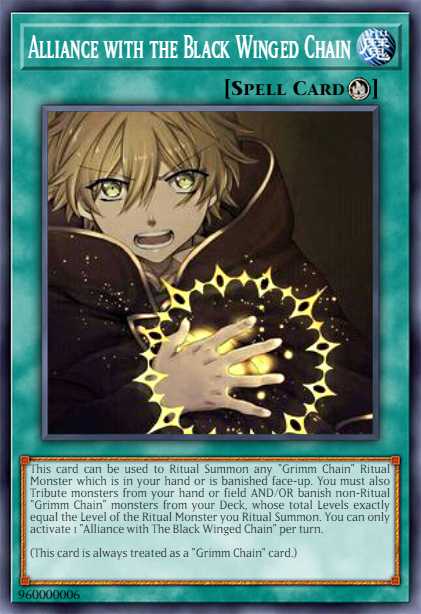 Alliance with the Black Winged Chain
[Spell Card]
This card can be used to Ritual Summon any "Grimm Chain" Ritual
Monster which is in your hand or is banished face-up. You must also
Tribute monsters from your hand or field AND/OR banish non-Ritual
"Grimm Chain" monsters from your Deck, whose total Levels exactly
equal the Level of the Ritual Monster you Ritual Summon. You can only
activate 1 "Alliance with The Black Winged Chain" per turn.
(This card is always treated as a "Grimm Chain" card.)
960000006